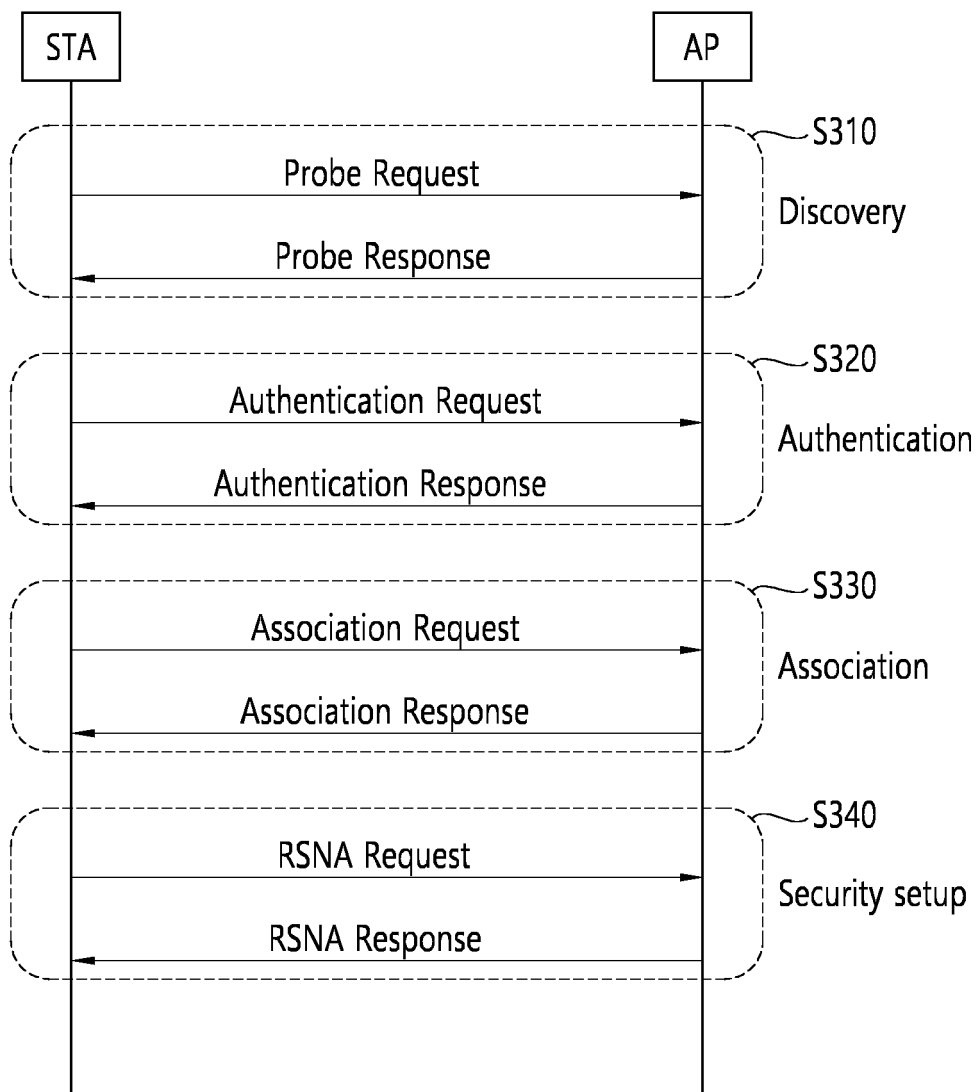 STA
AP
S310
Probe Request
Discovery
Probe Response
S320
Authentication Request
Authentication
Authentication Response
S330
Association Request
Association
Association Response
S340
RSNA Request
Security setup
RSNA Response